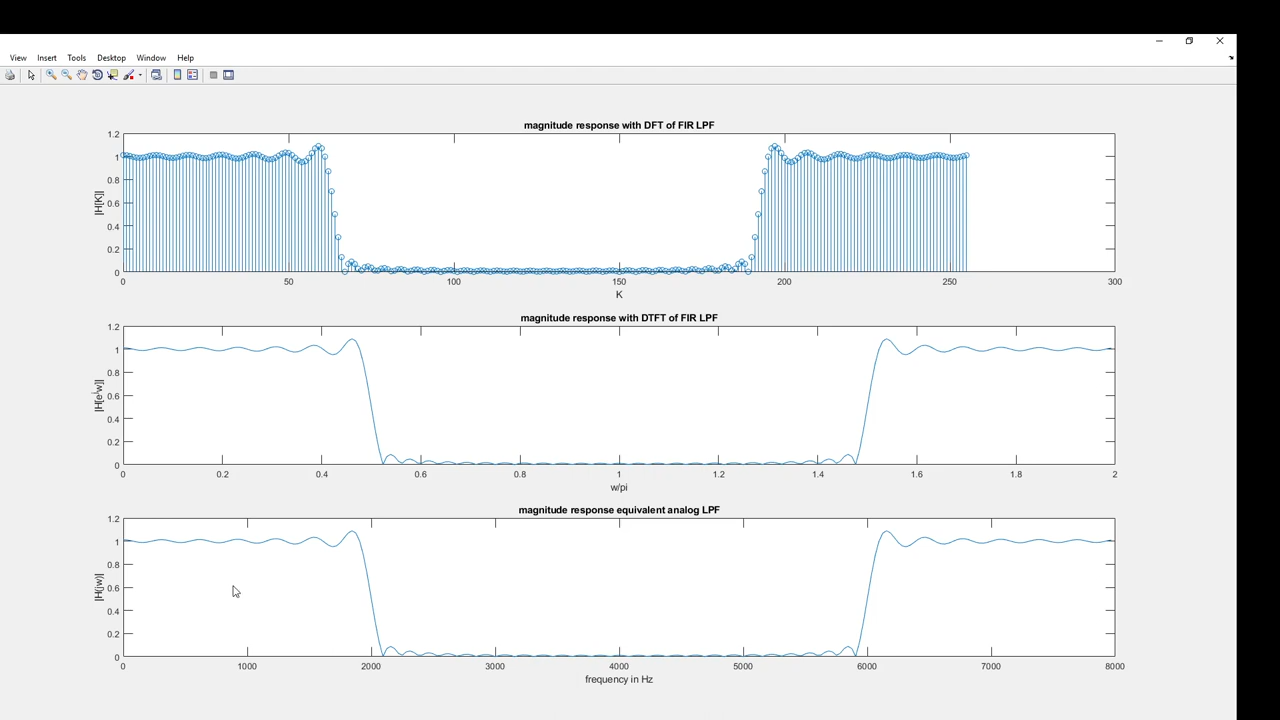 View Insert Tools Desktop Window Help
magnitude response with DFT of FIR LPF
1.2
1
0.8
0.6
0.4
0.2
0
|H[K]|
0 50 100 150 200 250 300
K
magnitude response with DTFT of FIR LPF
1.2
1
0.8
0.6
0.4
0.2
0
|H[e^jw]|
0 0.2 0.4 0.6 0.8 1 1.2 1.4 1.6 1.8 2
w/pi
magnitude response equivalent analog LPF
1.2
1
0.8
0.6
0.4
0.2
0
|H(jw)|
0 1000 2000 3000 4000 5000 6000 7000 8000
frequency in Hz